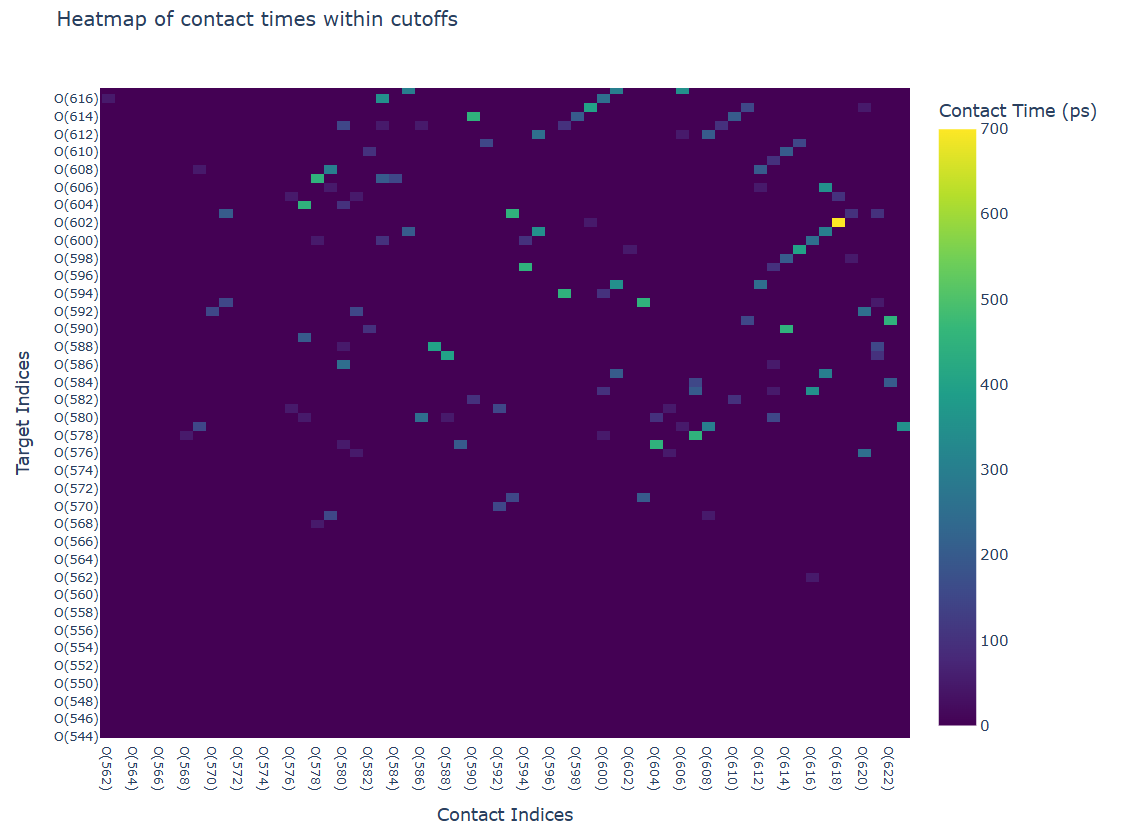 Heatmap of contact times within cutoffs
Contact Time (ps)
700
600
500
400
300
200
100
0
Target Indices
O(616)
O(614)
O(612)
O(610)
O(608)
O(606)
O(604)
O(602)
O(600)
O(598)
O(596)
O(594)
O(592)
O(590)
O(588)
O(586)
O(584)
O(582)
O(580)
O(578)
O(576)
O(574)
O(572)
O(570)
O(568)
O(566)
O(564)
O(562)
O(560)
O(558)
O(556)
O(554)
O(552)
O(550)
O(548)
O(546)
O(544)
O(562)
O(564)
O(566)
O(568)
O(570)
O(572)
O(574)
O(576)
O(578)
O(580)
O(582)
O(584)
O(586)
O(588)
O(590)
O(592)
O(594)
O(596)
O(598)
O(600)
O(602)
O(604)
O(606)
O(608)
O(610)
O(612)
O(614)
O(616)
O(618)
O(620)
O(622)
Contact Indices